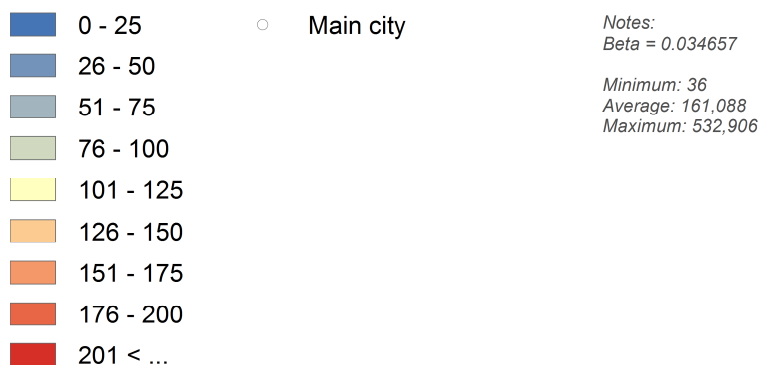 0 - 25
26 - 50
51 - 75
76 - 100
101 - 125
126 - 150
151 - 175
176 - 200
201 < ...
Main city
Notes:
Beta = 0.034657
Minimum: 36
Average: 161,088
Maximum: 532,906